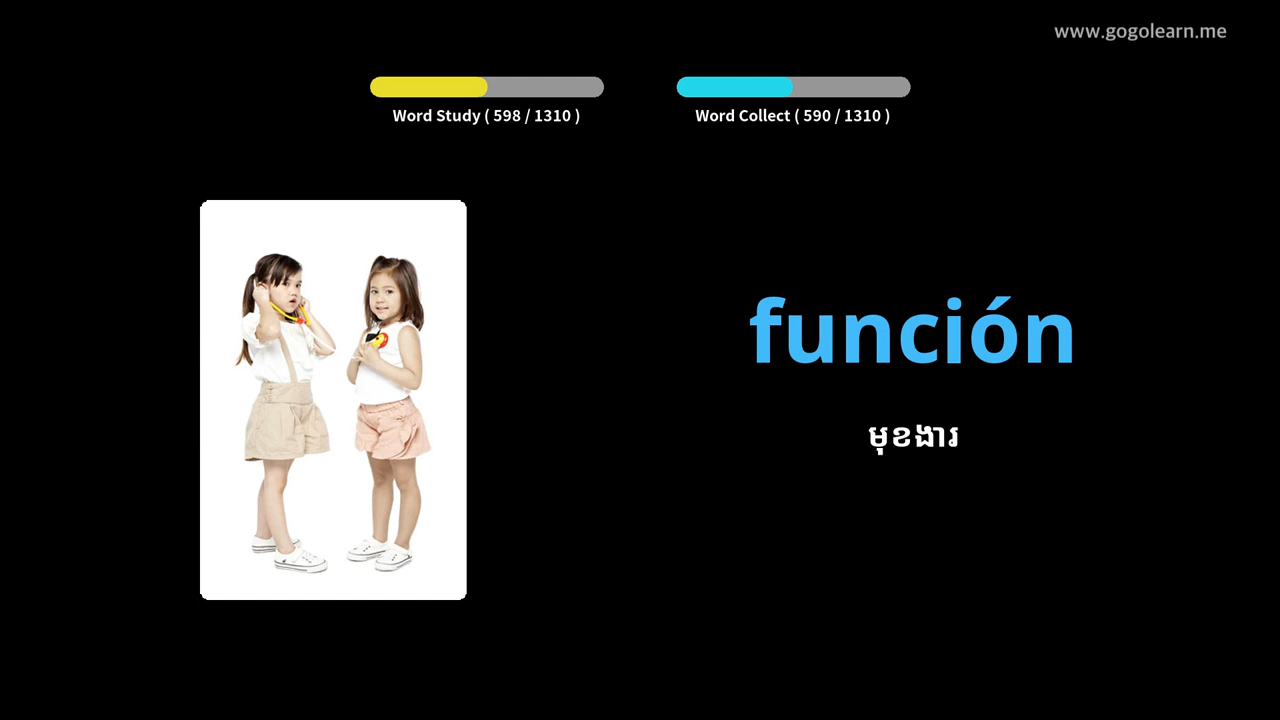 www.gogolearn.me
Word Study ( 598 / 1310 )
Word Collect ( 590 / 1310 )
función
មុខងារ